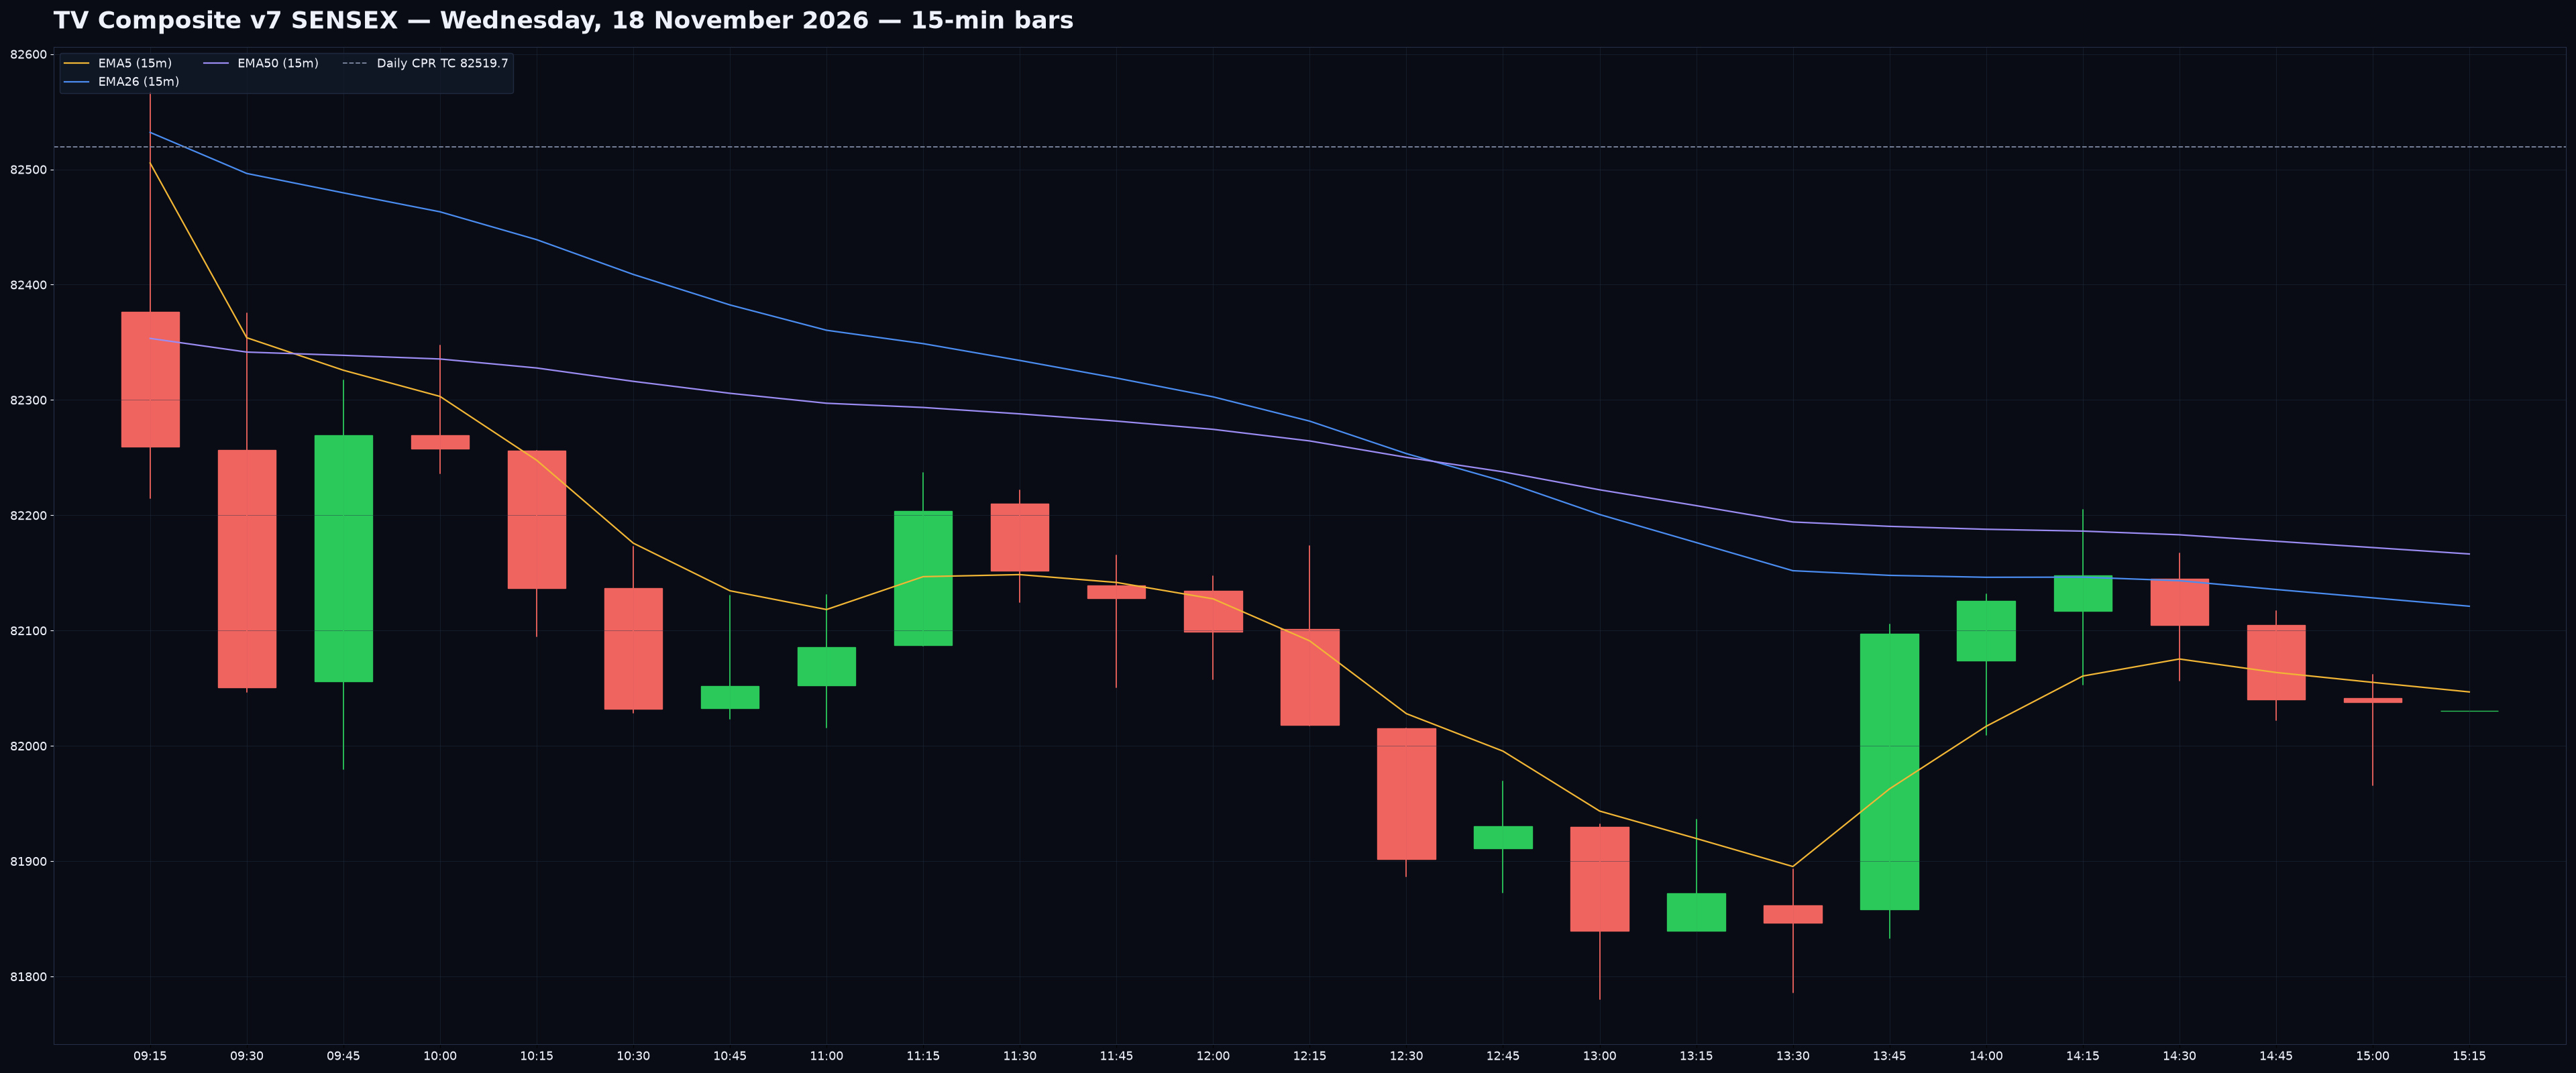 TV Composite v7 SENSEX — Wednesday, 18 November 2026 — 15-min bars
EMA5 (15m) EMA50 (15m) Daily CPR TC 82519.7
EMA26 (15m)
82600
82500
82400
82300
82200
82100
82000
81900
81800
09:15 09:30 09:45 10:00 10:15 10:30 10:45 11:00 11:15 11:30 11:45 12:00 12:15 12:30 12:45 13:00 13:15 13:30 13:45 14:00 14:15 14:30 14:45 15:00 15:15